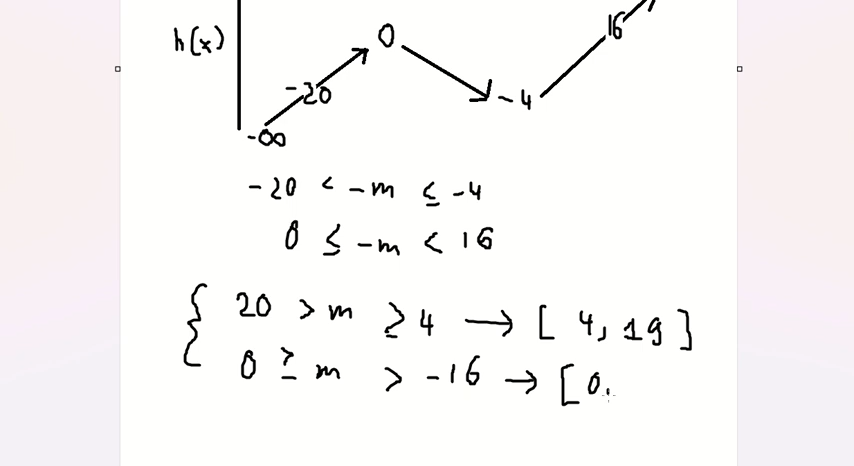 h(x) -∞ -20 0 -4 16
-20 < -m ≤ -4
0 ≤ -m < 16
{ 20 > m ≥ 4 → [ 4, 19 ]
0 ≥ m > -16 → [ 0,